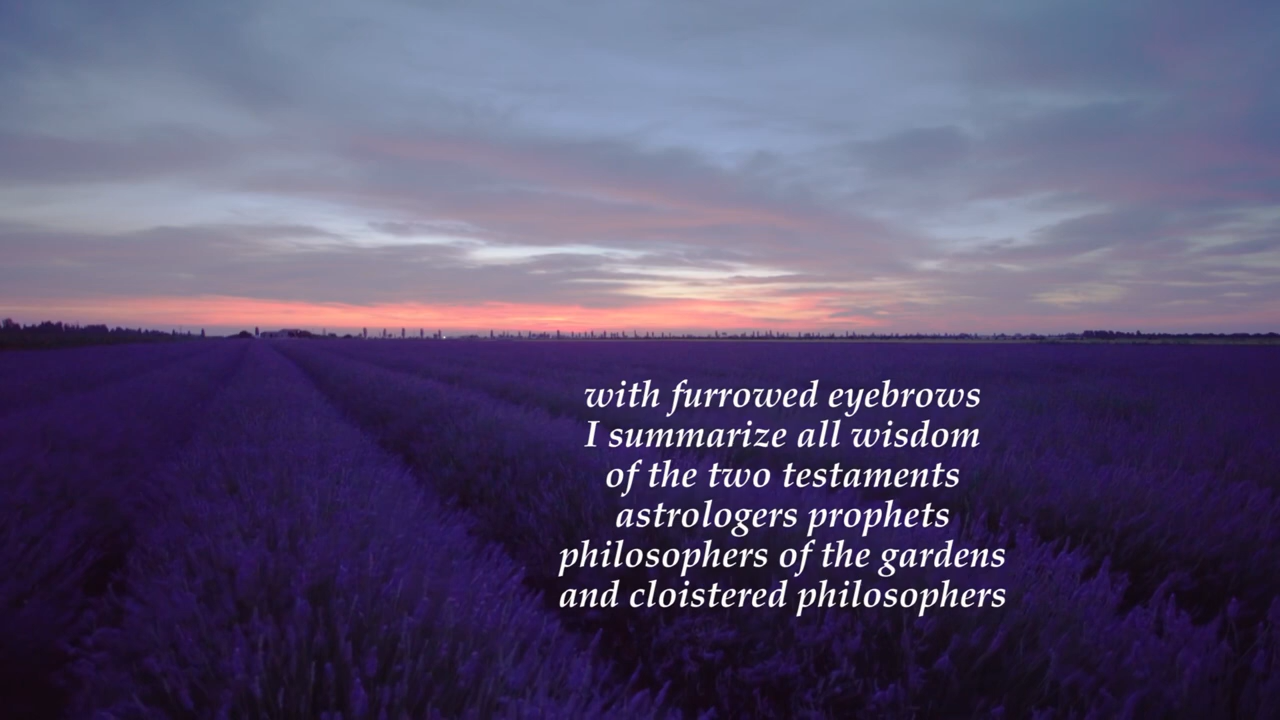 with furrowed eyebrows
I summarize all wisdom
of the two testaments
astrologers prophets
philosophers of the gardens
and cloistered philosophers